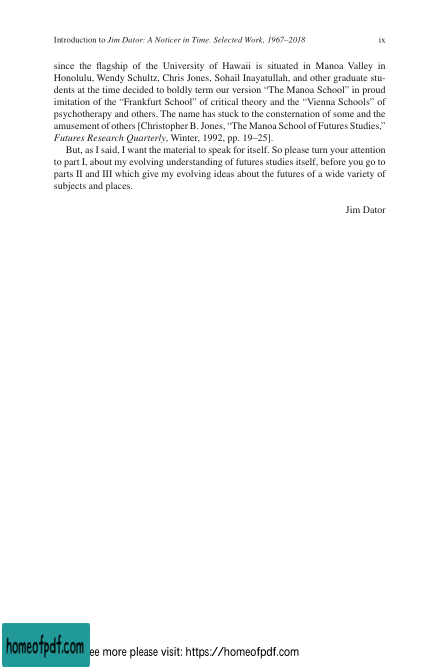 Introduction to Jim Dator: A Noticer in Time. Selected Work, 1967–2018 ix
since the flagship of the University of Hawaii is situated in Manoa Valley in
Honolulu, Wendy Schultz, Chris Jones, Sohail Inayatullah, and other graduate stu-
dents at the time decided to boldly term our version “The Manoa School” in proud
imitation of the “Frankfurt School” of critical theory and the “Vienna Schools” of
psychotherapy and others. The name has stuck to the consternation of some and the
amusement of others [Christopher B. Jones, “The Manoa School of Futures Studies,”
Futures Research Quarterly, Winter, 1992, pp. 19–25].
But, as I said, I want the material to speak for itself. So please turn your attention
to part I, about my evolving understanding of futures studies itself, before you go to
parts II and III which give my evolving ideas about the futures of a wide variety of
subjects and places.
Jim Dator
homeofpdf.com
ee more please visit: https://homeofpdf.com